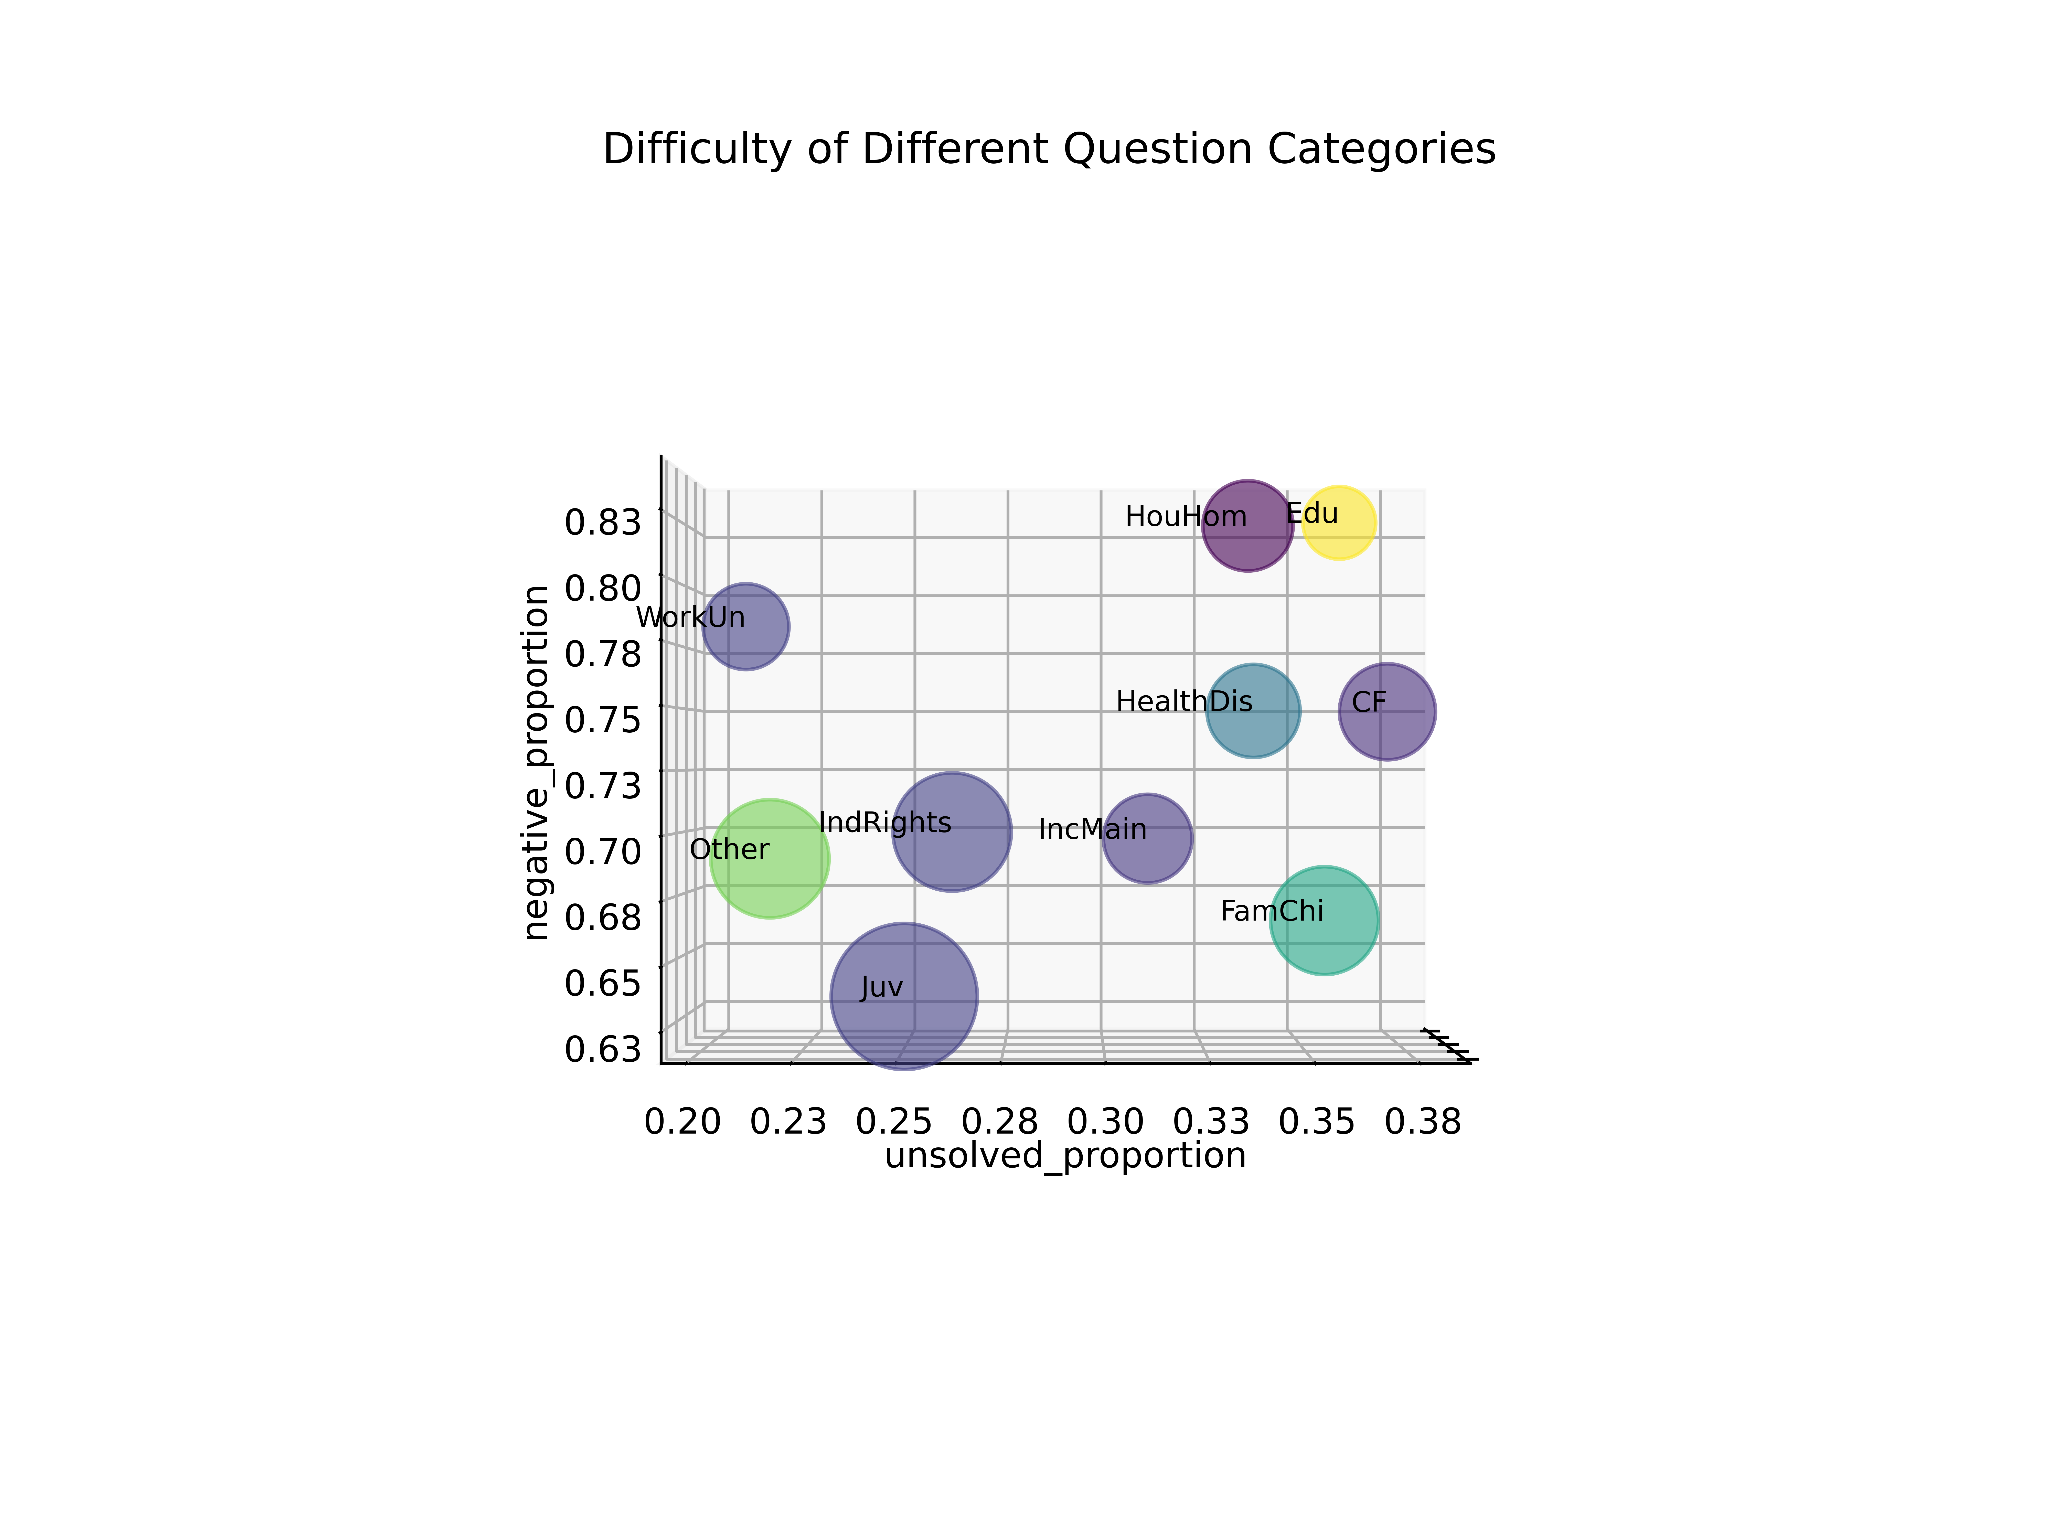 Difficulty of Different Question Categories
HouHom
Edu
0.83
0.80
WorkUn
0.78
HealthDis
CF
0.75
0.73
IndRights
IncMain
Other
0.70
FamChi
0.68
Juv
0.65
0.63
negative_proportion
0.20 0.23 0.25 0.28 0.30 0.33 0.35 0.38
unsolved_proportion